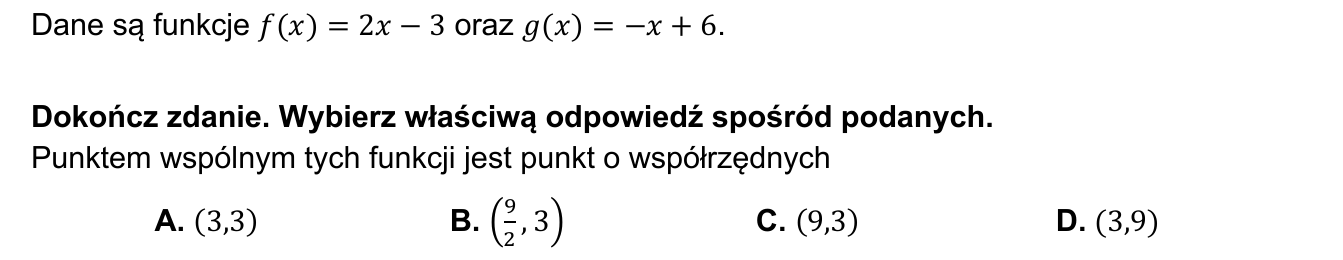 Dane są funkcje f(x) = 2x − 3 oraz g(x) = −x + 6.
Dokończ zdanie. Wybierz właściwą odpowiedź spośród podanych.
Punktem wspólnym tych funkcji jest punkt o współrzędnych
A. (3,3) B. (9/2, 3) C. (9,3) D. (3,9)